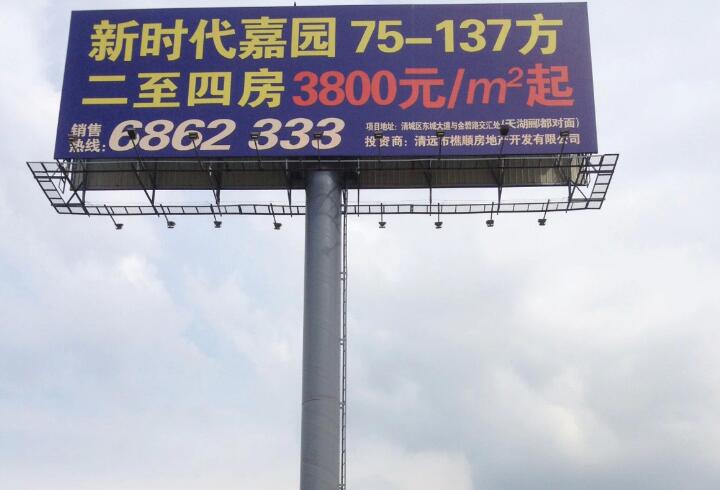 新时代嘉园 75-137方
二至四房 3800元/m²起
销售热线: 6862 333
项目地址: 清城区东城大道与金碧路交汇处(天湖郦都对面)
投资商: 清远市樵顺房地产开发有限公司